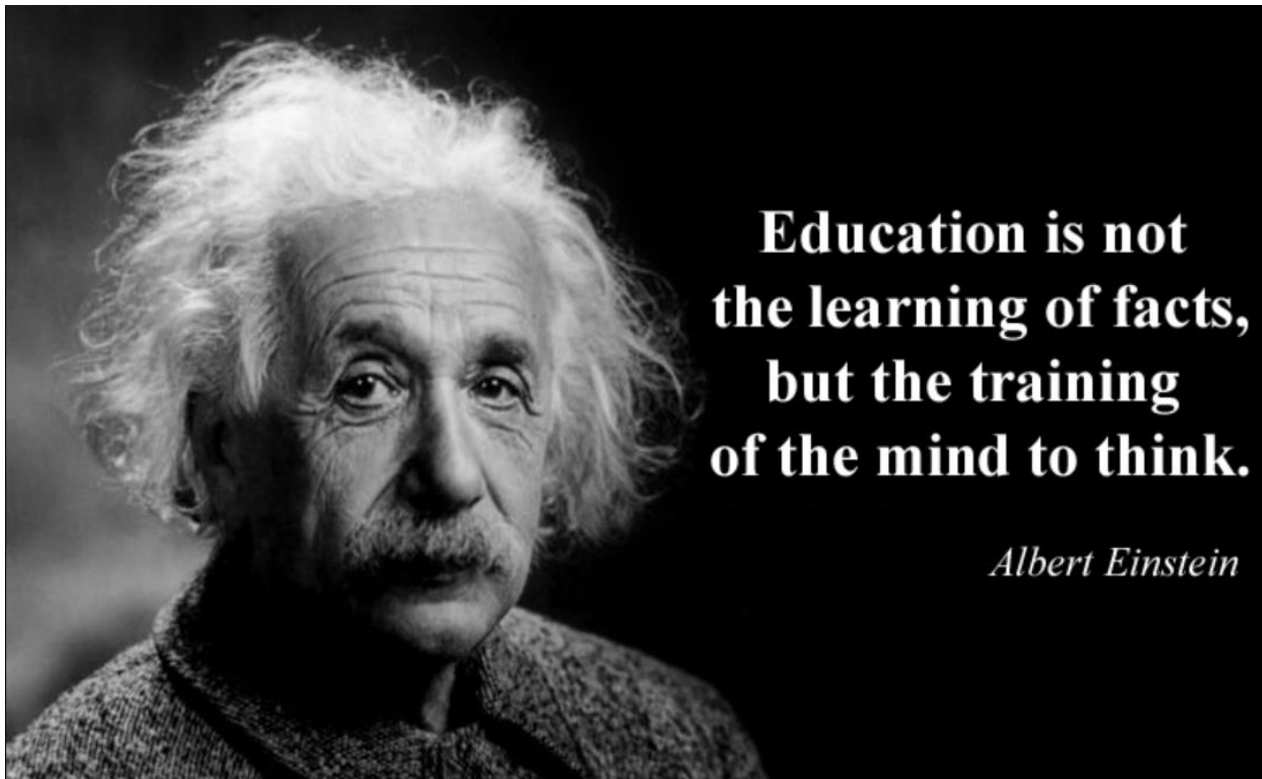 Education is not
the learning of facts,
but the training
of the mind to think.
Albert Einstein